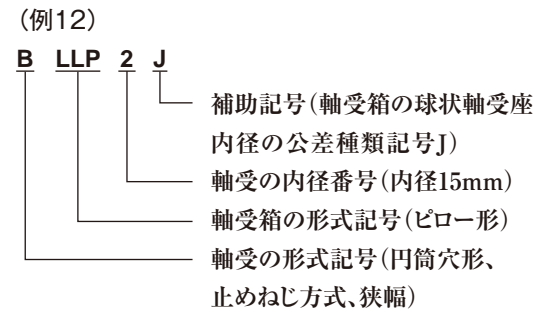 (例12)
B LLP 2 J
補助記号(軸受箱の球状軸受座
内径の公差種類記号J)
軸受の内径番号(内径15mm)
軸受箱の形式記号(ピロー形)
軸受の形式記号(円筒穴形、
止めねじ方式、狭幅)